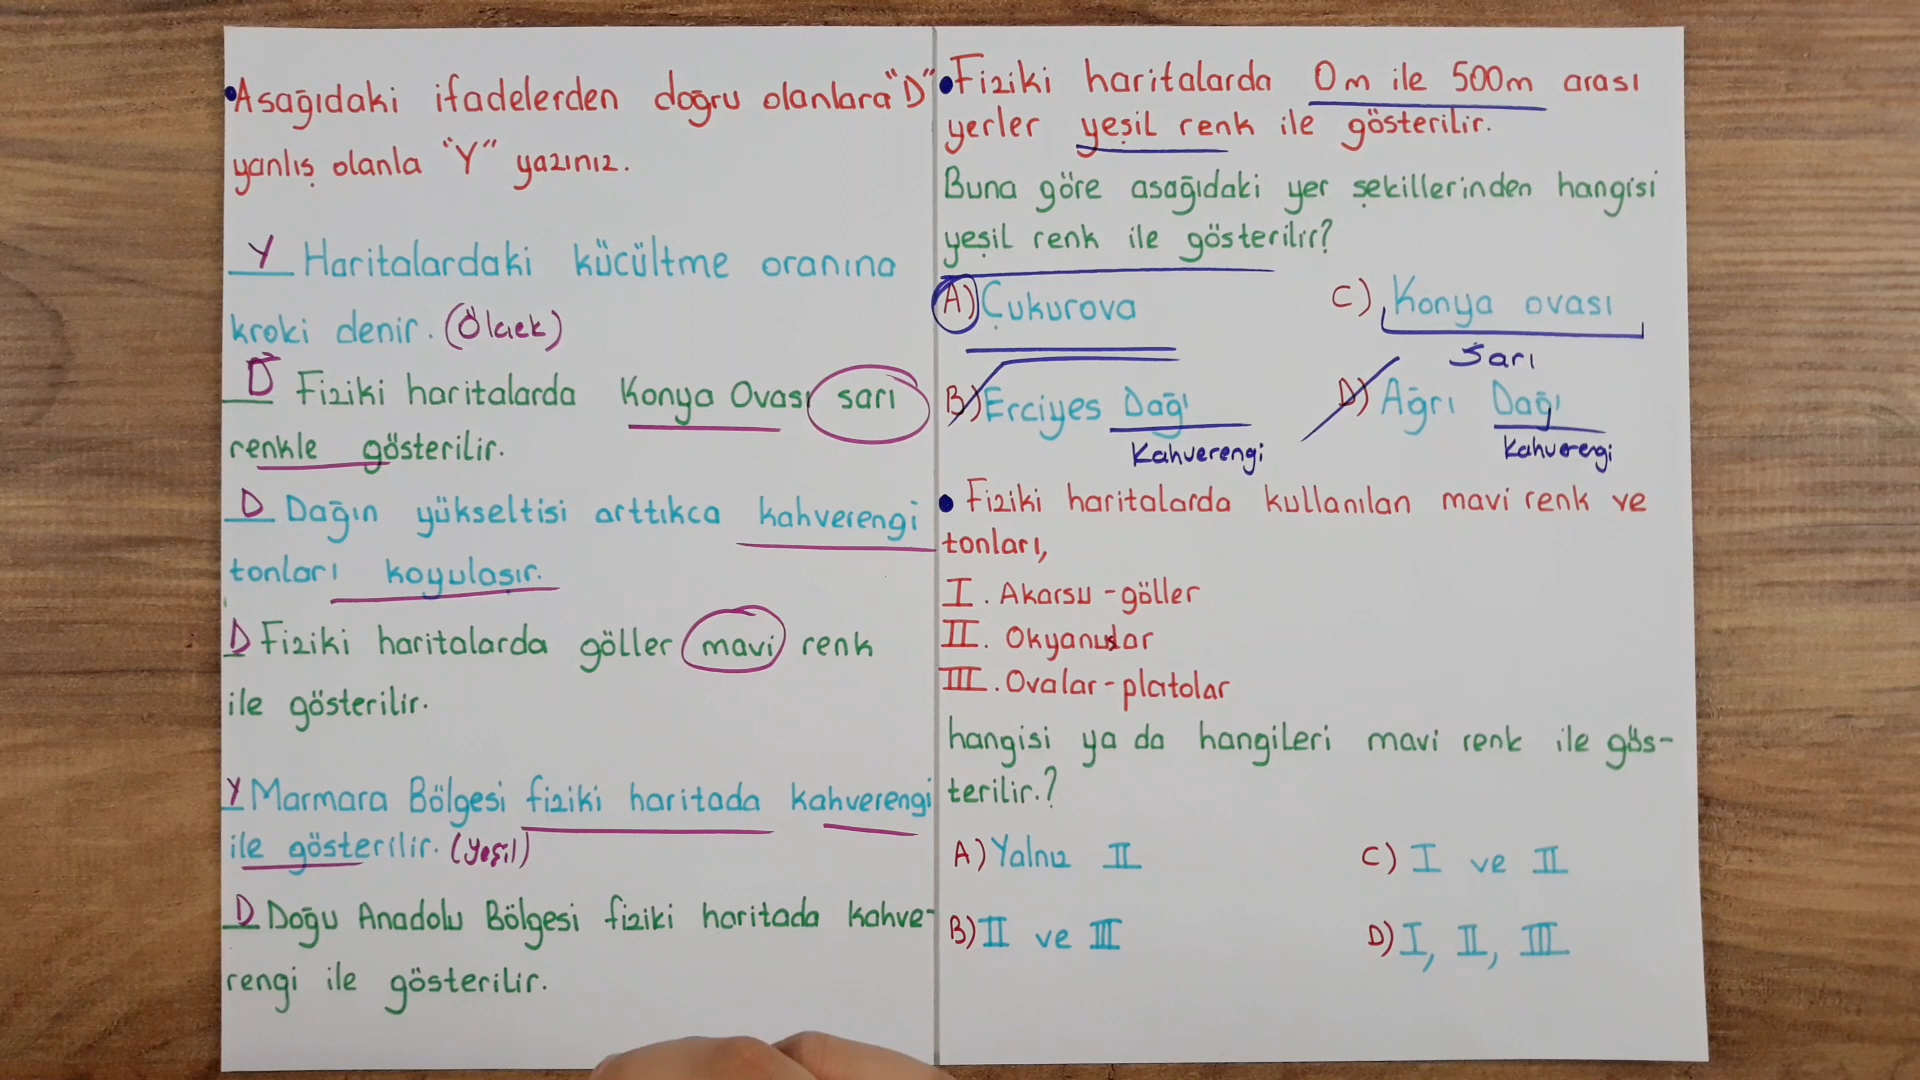 •Asağıdaki ifadelerden doğru olanlara "D"
yanlış olanla "Y" yazınız.
Y Haritalardaki kücültme oranına
kroki denir. (Ölçek)
D Fiziki haritalarda Konya Ovası sarı
renkle gösterilir.
D Dağın yükseltisi arttıkca kahverengi
tonları koyulaşır.
D Fiziki haritalarda göller mavi renk
ile gösterilir.
Y Marmara Bölgesi fiziki haritada kahverengi
ile gösterilir. (yeşil)
D Doğu Anadolu Bölgesi fiziki haritada kahve-
rengi ile gösterilir.
•Fiziki haritalarda 0m ile 500m arası
yerler yeşil renk ile gösterilir.
Buna göre asağıdaki yer şekillerinden hangisi
yeşil renk ile gösterilir?
A) Çukurova C) Konya ovası
Sarı
B) Erciyes Dağı D) Ağrı Dağı
Kahverengi Kahverengi
• Fiziki haritalarda kullanılan mavi renk ve
tonları,
I. Akarsu - göller
II. Okyanuslar
III. Ovalar - platolar
hangisi ya da hangileri mavi renk ile gös-
terilir.?
A) Yalnız II C) I ve II
B) II ve III D) I, II, III